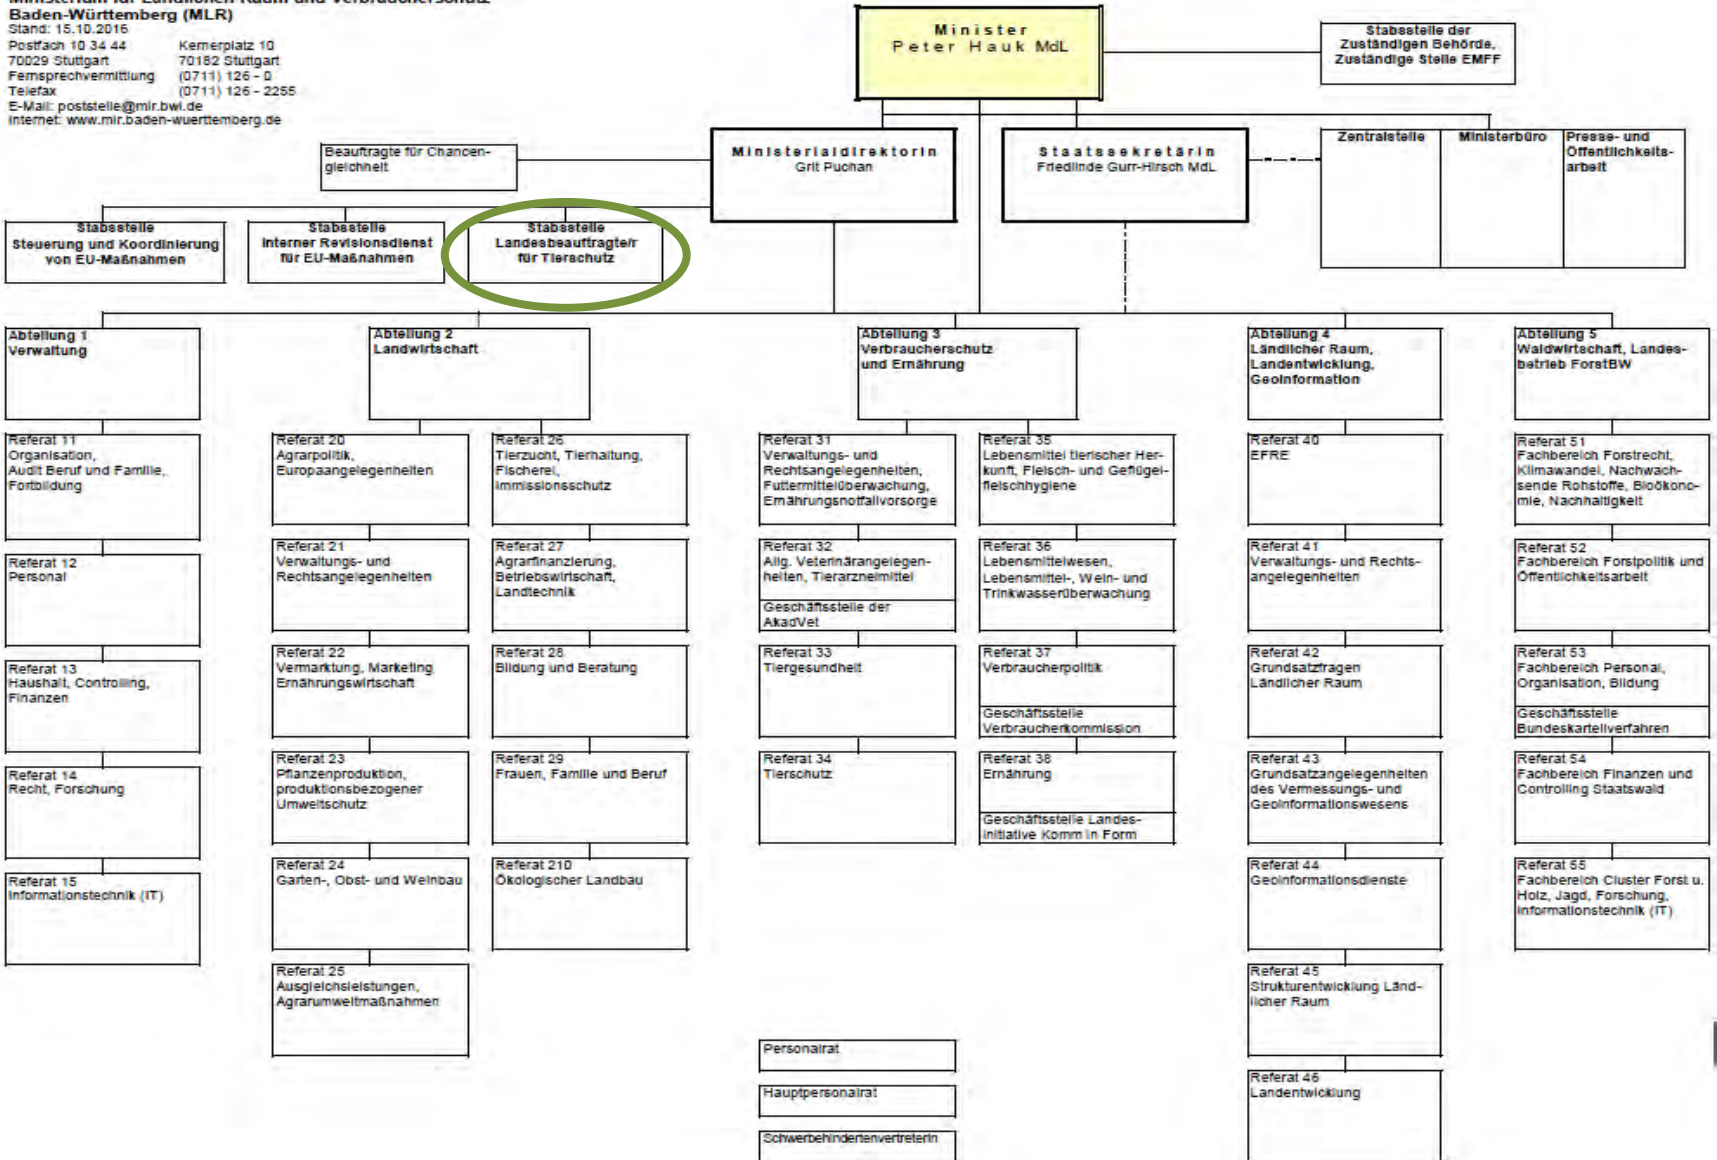 Ministerium für Ländlichen Raum und Verbraucherschutz
Baden-Württemberg (MLR)
Stand: 15.10.2016
Postfach 10 34 44 Kernerplatz 10
70029 Stuttgart 70182 Stuttgart
Fernsprechvermittlung (0711) 126 - 0
Telefax (0711) 126 - 2255
E-Mail: poststelle@mlr.bwl.de
Internet: www.mlr.baden-wuerttemberg.de
Minister
Peter Hauk MdL
Stabsstelle der
Zuständigen Behörde,
Zuständige Stelle EMFF
Beauftragte für Chancen-
gleichheit
Ministerialdirektorin
Grit Puchan
Staatssekretärin
Friedlinde Gurr-Hirsch MdL
Zentralstelle
Ministerbüro
Presse- und
Öffentlichkeits-
arbeit
Stabsstelle
Steuerung und Koordinierung
von EU-Maßnahmen
Stabsstelle
Interner Revisionsdienst
für EU-Maßnahmen
Stabsstelle
Landesbeauftragte/r
für Tierschutz
Abteilung 1
Verwaltung
Abteilung 2
Landwirtschaft
Abteilung 3
Verbraucherschutz
und Ernährung
Abteilung 4
Ländlicher Raum,
Landentwicklung,
Geoinformation
Abteilung 5
Waldwirtschaft, Landes-
betrieb ForstBW
Referat 11
Organisation,
Audit Beruf und Familie,
Fortbildung
Referat 12
Personal
Referat 13
Haushalt, Controlling,
Finanzen
Referat 14
Recht, Forschung
Referat 15
Informationstechnik (IT)
Referat 20
Agrarpolitik,
Europaangelegenheiten
Referat 21
Verwaltungs- und
Rechtsangelegenheiten
Referat 22
Vermarktung, Marketing
Ernährungswirtschaft
Referat 23
Pflanzenproduktion,
produktionsbezogener
Umweltschutz
Referat 24
Garten-, Obst- und Weinbau
Referat 25
Ausgleichsleistungen,
Agrarumweltmaßnahmen
Referat 26
Tierzucht, Tierhaltung,
Fischerei,
Immissionsschutz
Referat 27
Agrarfinanzierung,
Betriebswirtschaft,
Landtechnik
Referat 28
Bildung und Beratung
Referat 29
Frauen, Familie und Beruf
Referat 210
Ökologischer Landbau
Referat 31
Verwaltungs- und
Rechtsangelegenheiten,
Futtermittelüberwachung,
Ernährungsnotfallvorsorge
Referat 32
Allg. Veterinärangelegen-
heiten, Tierarzneimittel
Geschäftsstelle der
AkadVet
Referat 33
Tiergesundheit
Referat 34
Tierschutz
Referat 35
Lebensmittel tierischer Her-
kunft, Fleisch- und Geflügel-
fleischhygiene
Referat 36
Lebensmittelwesen,
Lebensmittel-, Wein- und
Trinkwasserüberwachung
Referat 37
Verbraucherpolitik
Geschäftsstelle
Verbraucherkommission
Referat 38
Ernährung
Geschäftsstelle Landes-
initiative Komm in Form
Referat 40
EFRE
Referat 41
Verwaltungs- und Rechts-
angelegenheiten
Referat 42
Grundsatzfragen
Ländlicher Raum
Referat 43
Grundsatzangelegenheiten
des Vermessungs- und
Geoinformationswesens
Referat 44
Geoinformationsdienste
Referat 45
Strukturentwicklung Länd-
licher Raum
Referat 46
Landentwicklung
Referat 51
Fachbereich Forstrecht,
Klimawandel, Nachwach-
sende Rohstoffe, Bioökono-
mie, Nachhaltigkeit
Referat 52
Fachbereich Forstpolitik und
Öffentlichkeitsarbeit
Referat 53
Fachbereich Personal,
Organisation, Bildung
Geschäftsstelle
Bundeskartellverfahren
Referat 54
Fachbereich Finanzen und
Controlling Staatswald
Referat 55
Fachbereich Cluster Forst u.
Holz, Jagd, Forschung,
Informationstechnik (IT)
Personalrat
Hauptpersonalrat
Schwerbehindertenvertreterin